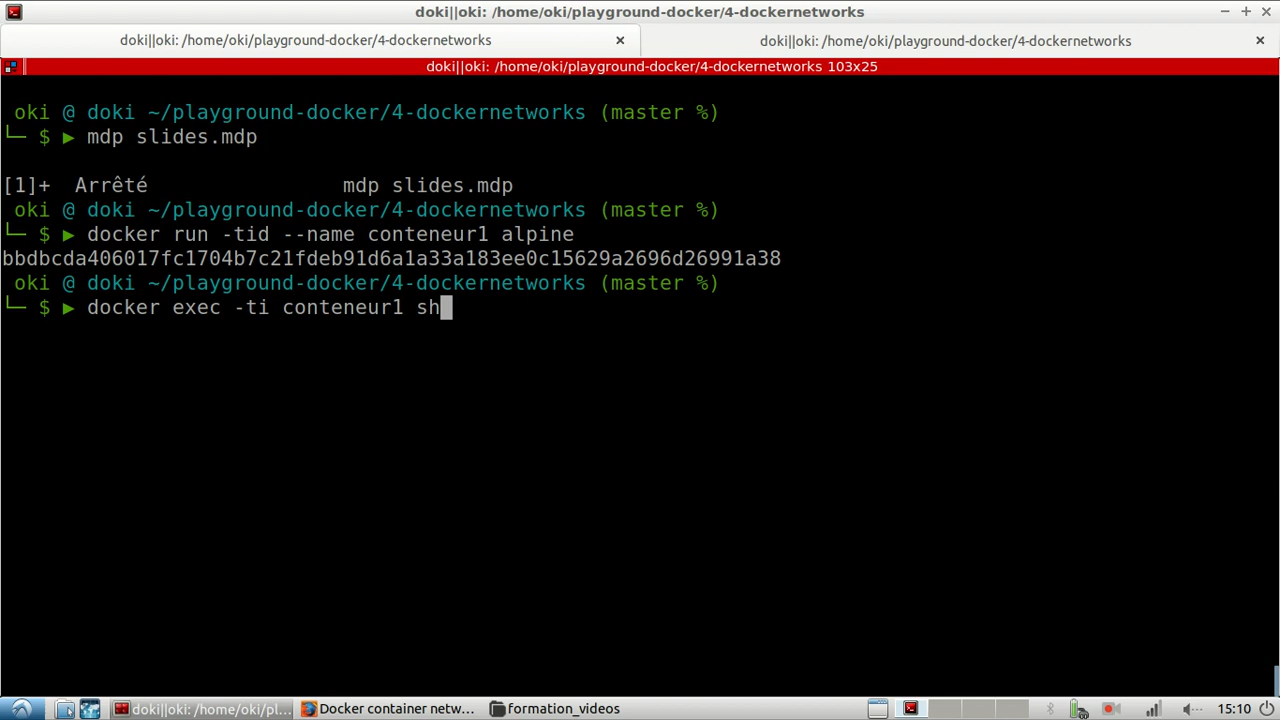 doki||oki: /home/oki/playground-docker/4-dockernetworks
doki||oki: /home/oki/playground-docker/4-dockernetworks
doki||oki: /home/oki/playground-docker/4-dockernetworks
doki||oki: /home/oki/playground-docker/4-dockernetworks 103x25
oki @ doki ~/playground-docker/4-dockernetworks (master %)
└─ $ ▶ mdp slides.mdp
[1]+  Arrêté                mdp slides.mdp
oki @ doki ~/playground-docker/4-dockernetworks (master %)
└─ $ ▶ docker run -tid --name conteneur1 alpine
bbdbcda406017fc1704b7c21fdeb91d6a1a33a183ee0c15629a2696d26991a38
oki @ doki ~/playground-docker/4-dockernetworks (master %)
└─ $ ▶ docker exec -ti conteneur1 sh
doki||oki: /home/oki/pl... Docker container netw... formation_videos 15:10